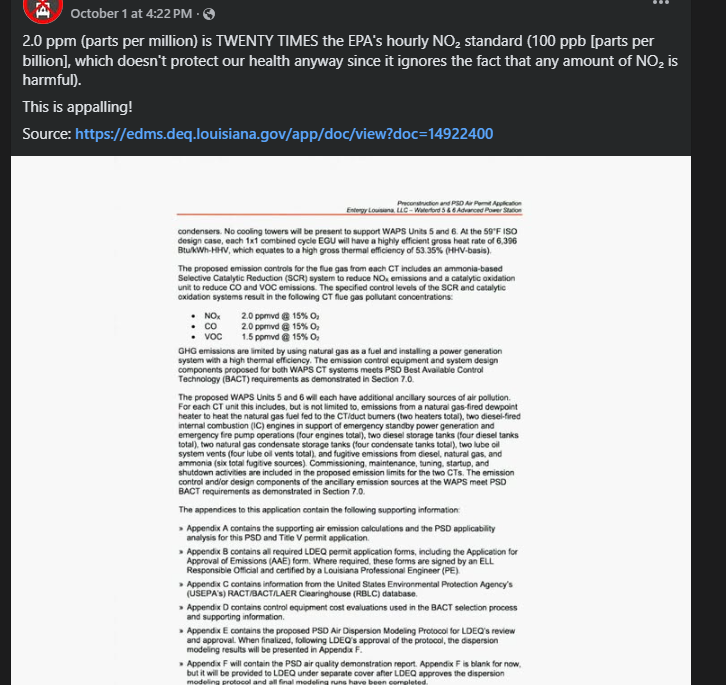 October 1 at 4:22 PM ·
2.0 ppm (parts per million) is TWENTY TIMES the EPA's hourly NO₂ standard (100 ppb [parts per
billion], which doesn't protect our health anyway since it ignores the fact that any amount of NO₂ is
harmful).
This is appalling!
Source: https://edms.deq.louisiana.gov/app/doc/view?doc=14922400
Preconstruction and PSD Air Permit Application
Entergy Louisiana, LLC – Waterford 5 & 6 Advanced Power Station
condensers. No cooling towers will be present to support WAPS Units 5 and 6. At the 59°F ISO
design case, each 1x1 combined cycle EGU will have a highly efficient gross heat rate of 6,396
Btu/kWh-HHV, which equates to a high gross thermal efficiency of 53.35% (HHV-basis).
The proposed emission controls for the flue gas from each CT includes an ammonia-based
Selective Catalytic Reduction (SCR) system to reduce NOₓ emissions and a catalytic oxidation
unit to reduce CO and VOC emissions. The specified control levels of the SCR and catalytic
oxidation systems result in the following CT flue gas pollutant concentrations:
• NOₓ 2.0 ppmvd @ 15% O₂
• CO 2.0 ppmvd @ 15% O₂
• VOC 1.5 ppmvd @ 15% O₂
GHG emissions are limited by using natural gas as a fuel and installing a power generation
system with a high thermal efficiency. The emission control equipment and system design
components proposed for both WAPS CT systems meets PSD Best Available Control
Technology (BACT) requirements as demonstrated in Section 7.0.
The proposed WAPS Units 5 and 6 will each have additional ancillary sources of air pollution.
For each CT unit this includes, but is not limited to, emissions from a natural gas-fired dewpoint
heater to heat the natural gas fuel fed to the CT/duct burners (two heaters total), two diesel-fired
internal combustion (IC) engines in support of emergency standby power generation and
emergency fire pump operations (four engines total), two diesel storage tanks (four diesel tanks
total), two natural gas condensate storage tanks (four condensate tanks total), two lube oil
system vents (four lube oil vents total), and fugitive emissions from diesel, natural gas, and
ammonia (six total fugitive sources). Commissioning, maintenance, tuning, startup, and
shutdown activities are included in the proposed emission limits for the two CTs. The emission
control and/or design components of the ancillary emission sources at the WAPS meet PSD
BACT requirements as demonstrated in Section 7.0.
The appendices to this application contain the following supporting information:
» Appendix A contains the supporting air emission calculations and the PSD applicability
analysis for this PSD and Title V permit application.
» Appendix B contains all required LDEQ permit application forms, including the Application for
Approval of Emissions (AAE) form. Where required, these forms are signed by an ELL
Responsible Official and certified by a Louisiana Professional Engineer (PE).
» Appendix C contains information from the United States Environmental Protection Agency's
(USEPA's) RACT/BACT/LAER Clearinghouse (RBLC) database.
» Appendix D contains control equipment cost evaluations used in the BACT selection process
and supporting information.
» Appendix E contains the proposed PSD Air Dispersion Modeling Protocol for LDEQ's review
and approval. When finalized, following LDEQ's approval of the protocol, the dispersion
modeling results will be presented in Appendix F.
» Appendix F will contain the PSD air quality demonstration report. Appendix F is blank for now,
but it will be provided to LDEQ under separate cover after LDEQ approves the dispersion
modeling protocol and all final modeling runs have been completed.